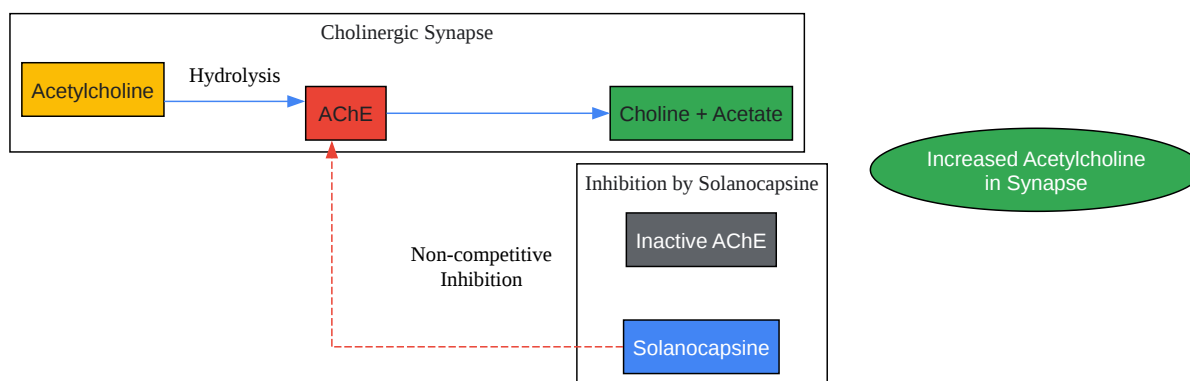 Cholinergic Synapse
Acetylcholine
Hydrolysis
AChE
Choline + Acetate
Increased Acetylcholine
in Synapse
Inhibition by Solanocapsine
Inactive AChE
Non-competitive
Inhibition
Solanocapsine